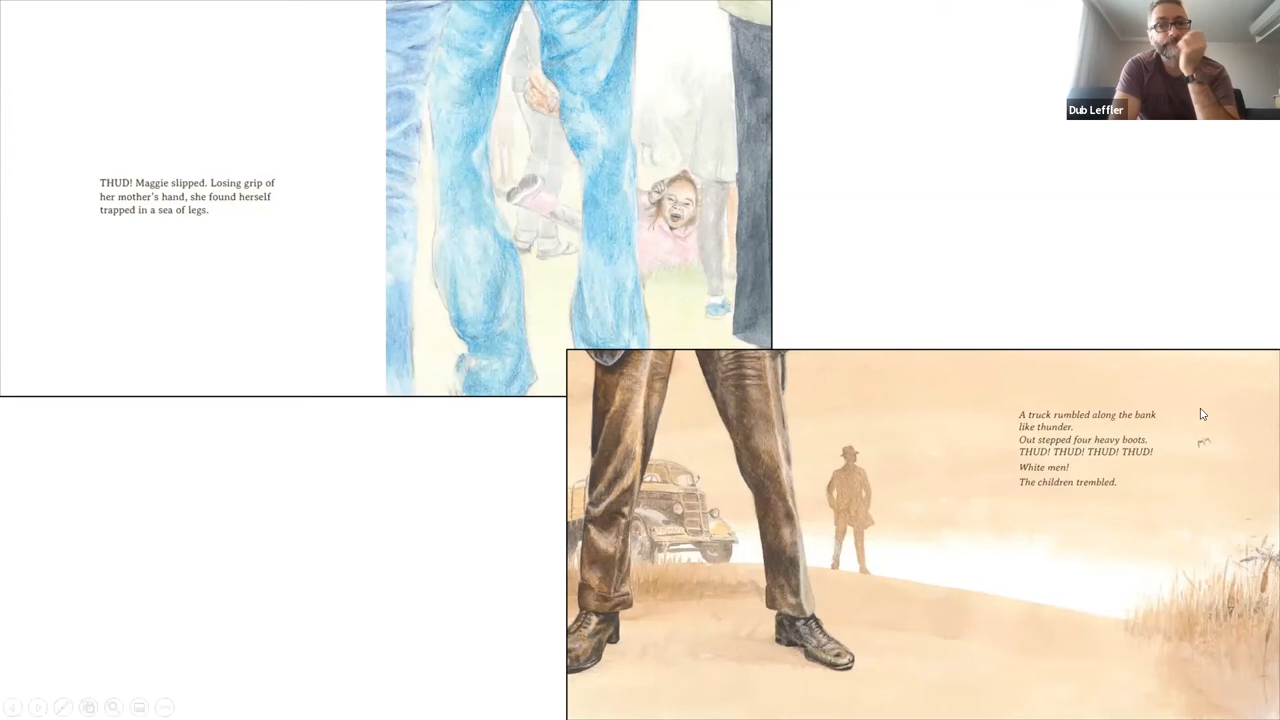 Dub Leffler
THUD! Maggie slipped. Losing grip of
her mother's hand, she found herself
trapped in a sea of legs.
A truck rumbled along the bank
like thunder.
Out stepped four heavy boots.
THUD! THUD! THUD! THUD!
White men!
The children trembled.